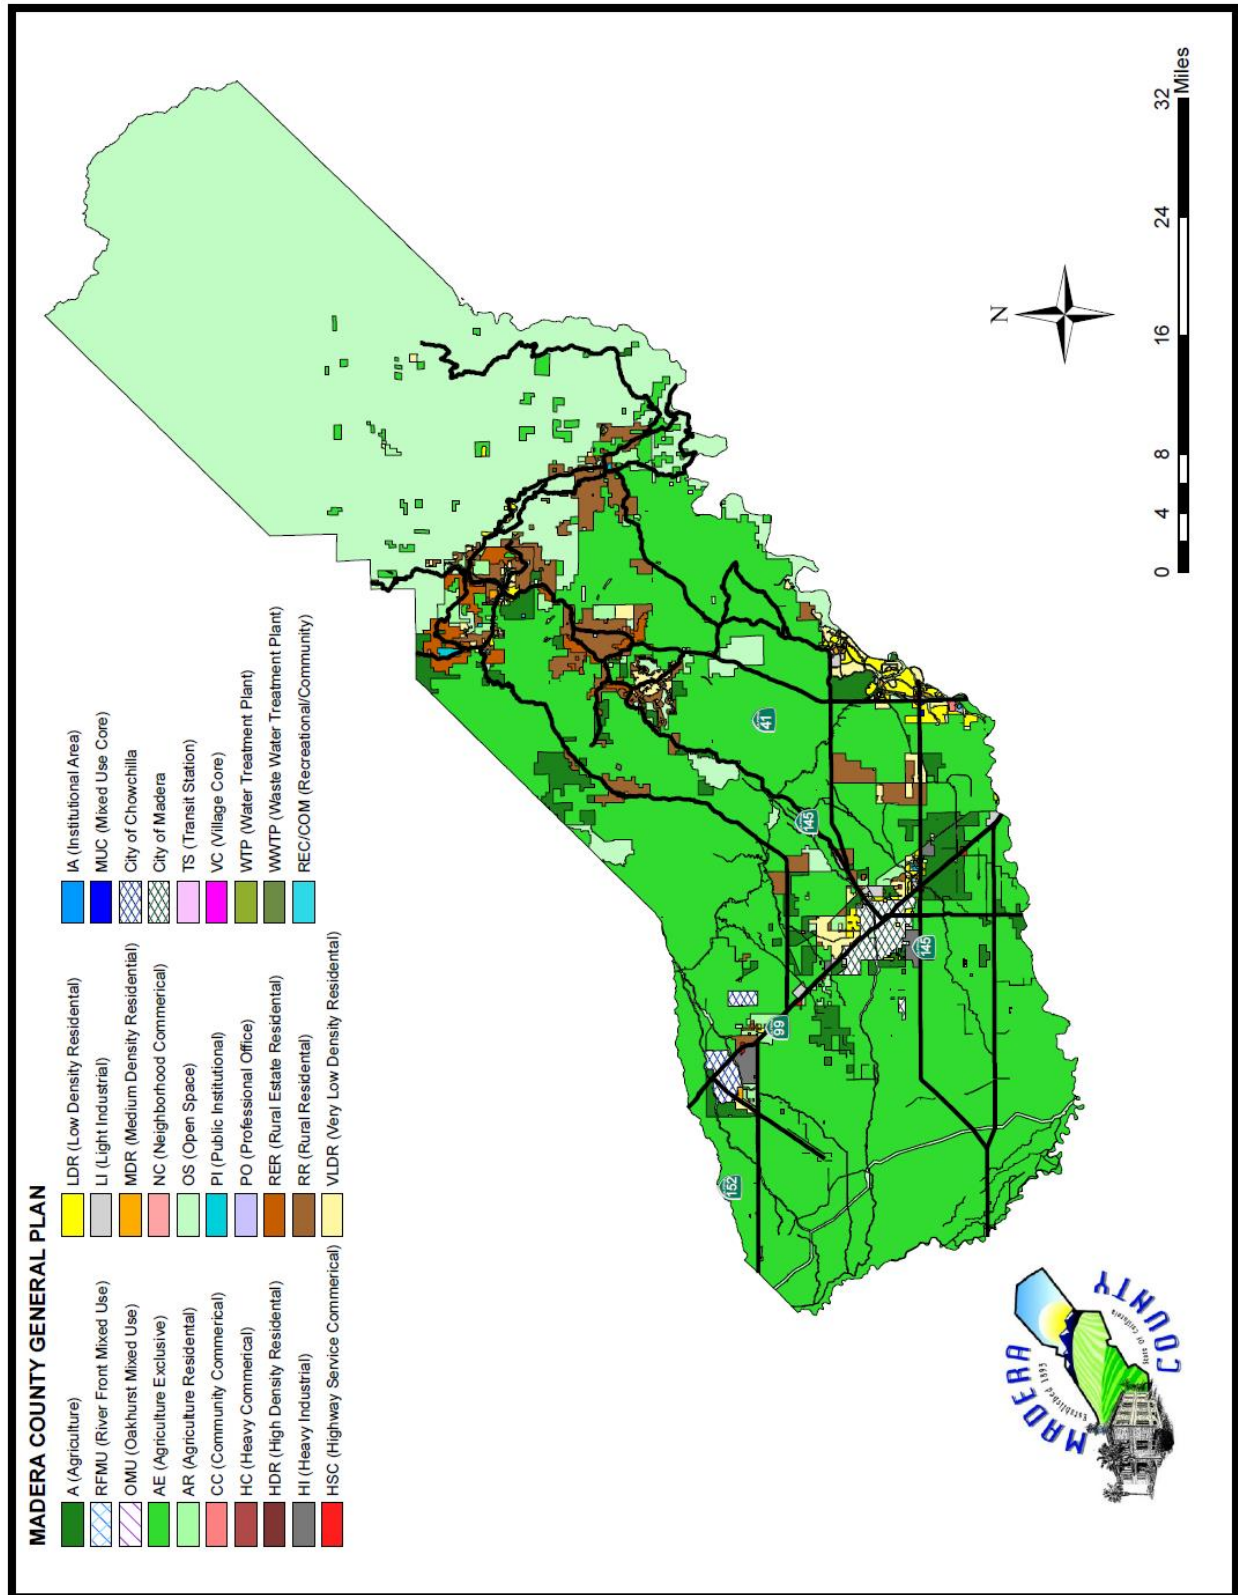 MADERA COUNTY GENERAL PLAN
A (Agriculture)
RFMU (River Front Mixed Use)
OMU (Oakhurst Mixed Use)
AE (Agriculture Exclusive)
AR (Agriculture Residential)
CC (Community Commerical)
HC (Heavy Commerical)
HDR (High Density Residential)
HI (Heavy Industrial)
HSC (Highway Service Commerical)
LDR (Low Density Residential)
LI (Light Industrial)
MDR (Medium Density Residential)
NC (Neighborhood Commerical)
OS (Open Space)
PI (Public Institutional)
PO (Professional Office)
RER (Rural Estate Residential)
RR (Rural Residential)
VLDR (Very Low Density Residential)
IA (Institutional Area)
MUC (Mixed Use Core)
City of Chowchilla
City of Madera
TS (Transit Station)
VC (Village Core)
WTP (Water Treatment Plant)
WWTP (Waste Water Treatment Plant)
REC/COM (Recreational/Community)
152
99
145
145
41
N
0 4 8 16 24 32
Miles
MADERA
COUNTY
Established 1893
State Of California